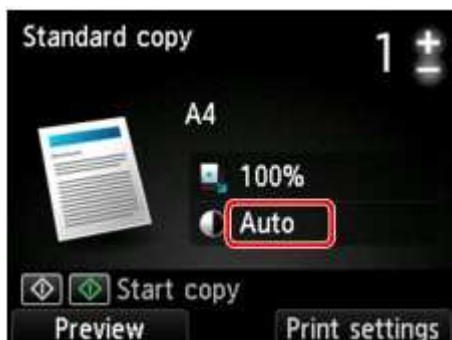 Standard copy
1 + -
A4
100%
Auto
Start copy
Preview Print settings